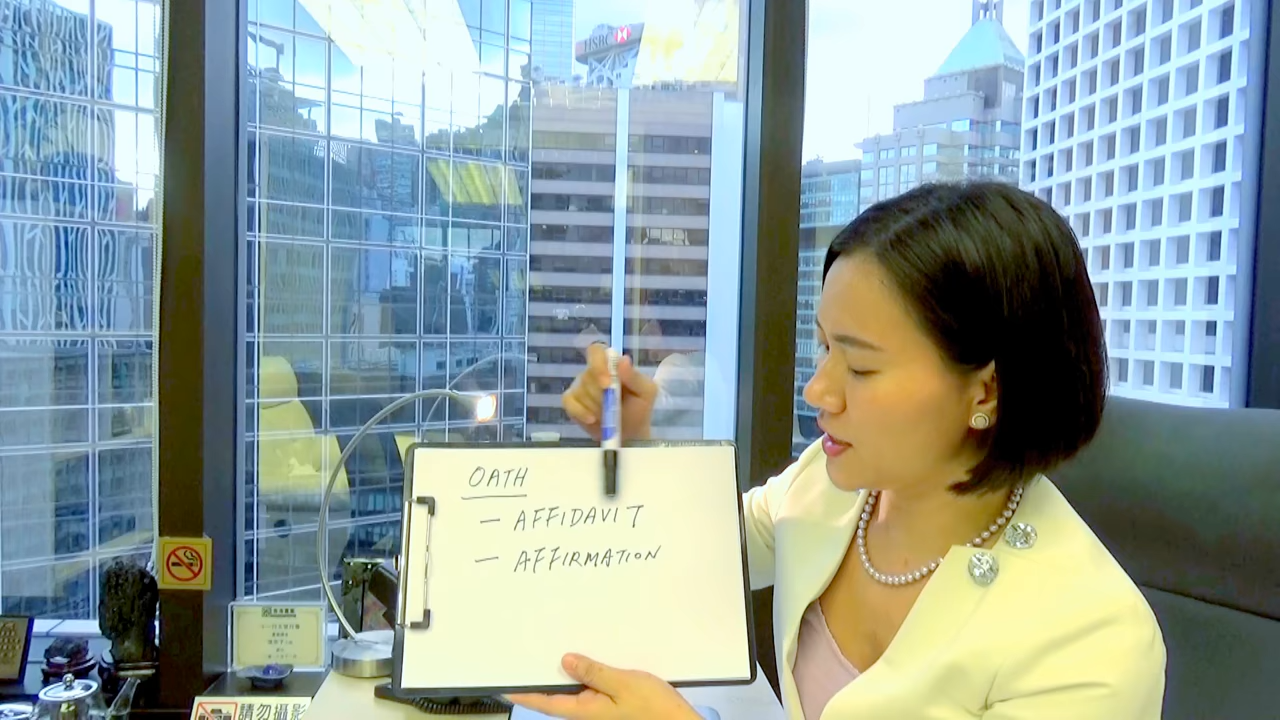 HSBC
OATH
- AFFIDAVIT
- AFFIRMATION
請勿攝影